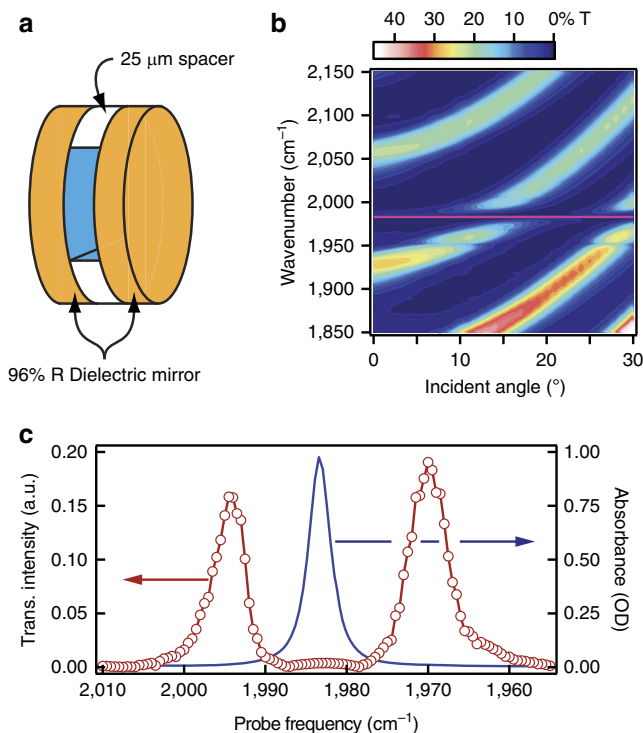 a
25 μm spacer
96% R Dielectric mirror
b
40 30 20 10 0% T
2,150
2,100
2,050
2,000
1,950
1,900
1,850
Wavenumber (cm⁻¹)
0 10 20 30
Incident angle (°)
c
0.20
0.15
0.10
0.05
0.00
Trans. intensity (a.u.)
1.00
0.75
0.50
0.25
0.00
Absorbance (OD)
2,010 2,000 1,990 1,980 1,970 1,960
Probe frequency (cm⁻¹)